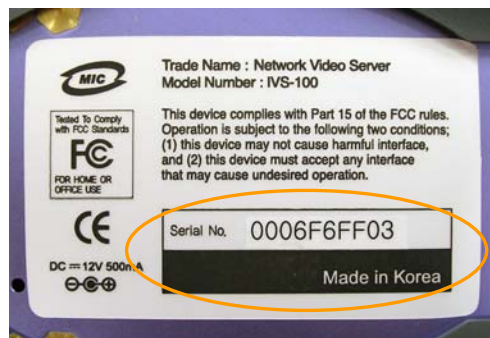 MIC
Trade Name : Network Video Server
Model Number : IVS-100
Tested To Comply
with FCC Standards
FC
FOR HOME OR
OFFICE USE
This device complies with Part 15 of the FCC rules.
Operation is subject to the following two conditions;
(1) this device may not cause harmful interface,
and (2) this device must accept any interface
that may cause undesired operation.
CE
DC 12V 500mA
Serial No. 0006F6FF03
Made in Korea